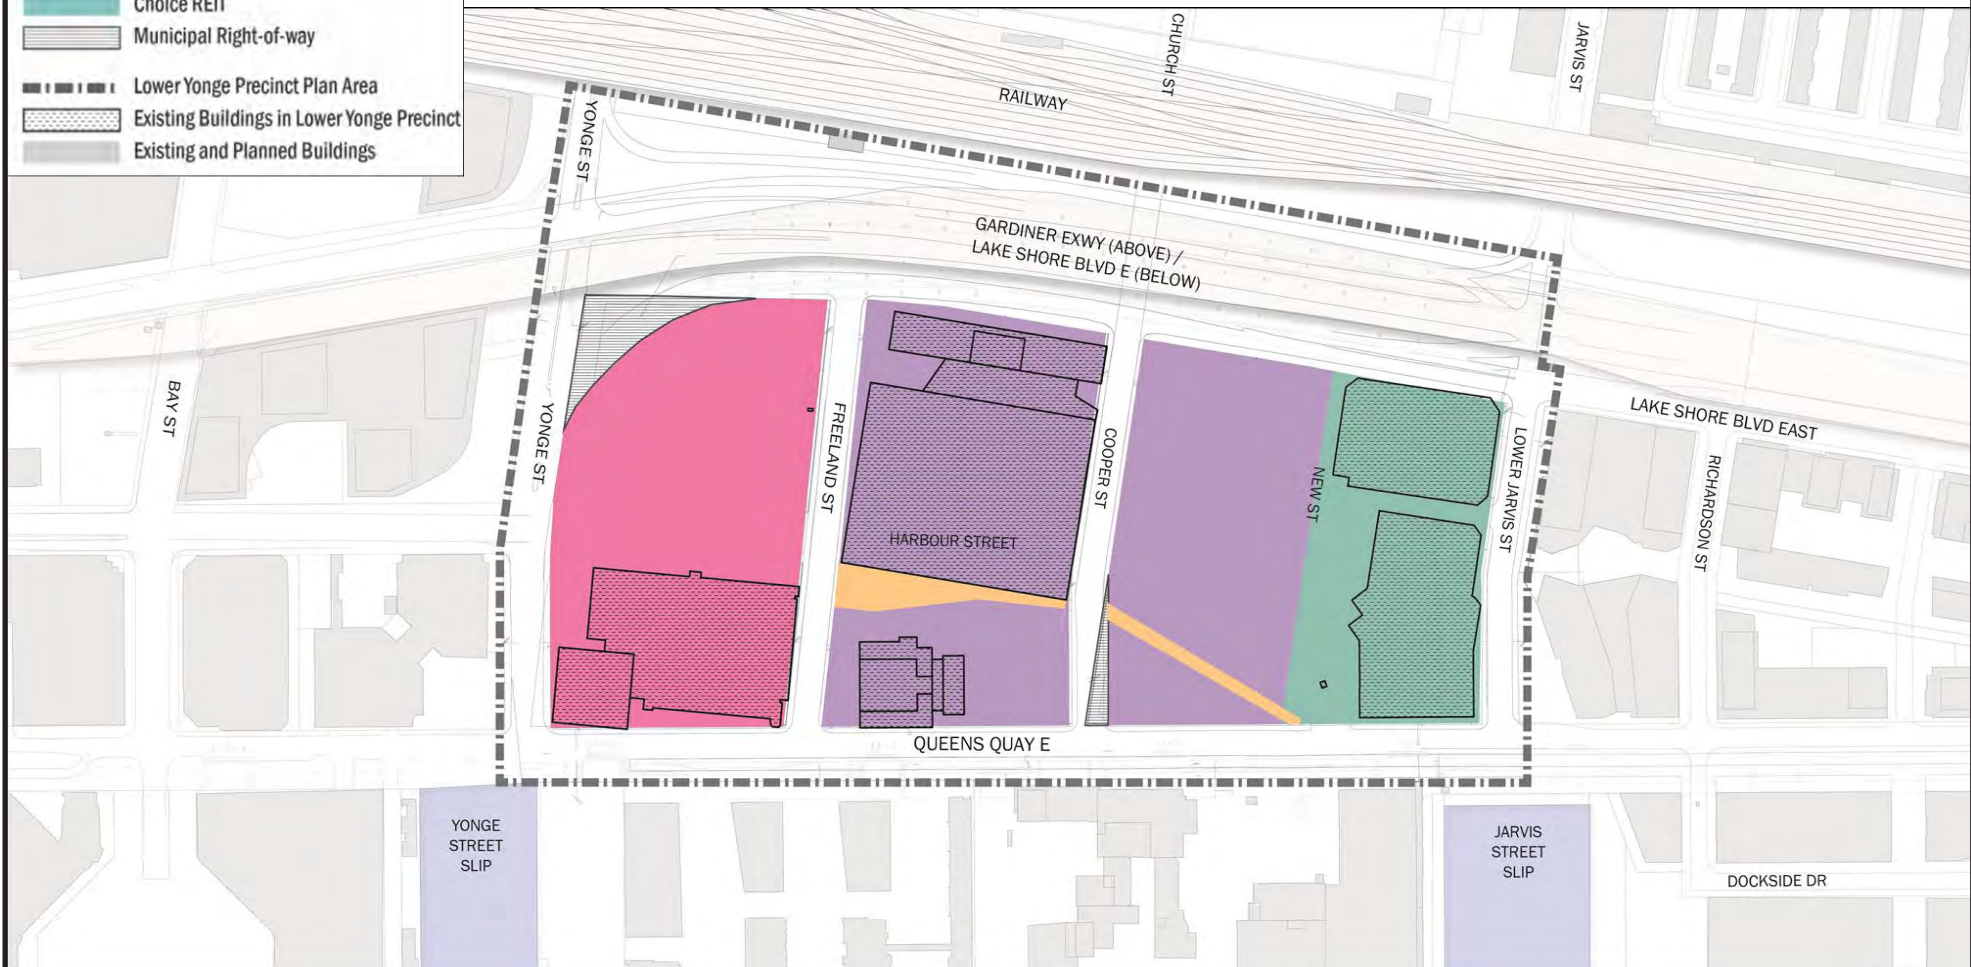 Choice REIT
Municipal Right-of-way
Lower Yonge Precinct Plan Area
Existing Buildings in Lower Yonge Precinct
Existing and Planned Buildings
CHURCH ST
JARVIS ST
RAILWAY
YONGE ST
GARDINER EXWY (ABOVE) /
LAKE SHORE BLVD E (BELOW)
BAY ST
YONGE ST
FREELAND ST
COOPER ST
NEW ST
LOWER JARVIS ST
LAKE SHORE BLVD EAST
RICHARDSON ST
HARBOUR STREET
QUEENS QUAY E
YONGE
STREET
SLIP
JARVIS
STREET
SLIP
DOCKSIDE DR